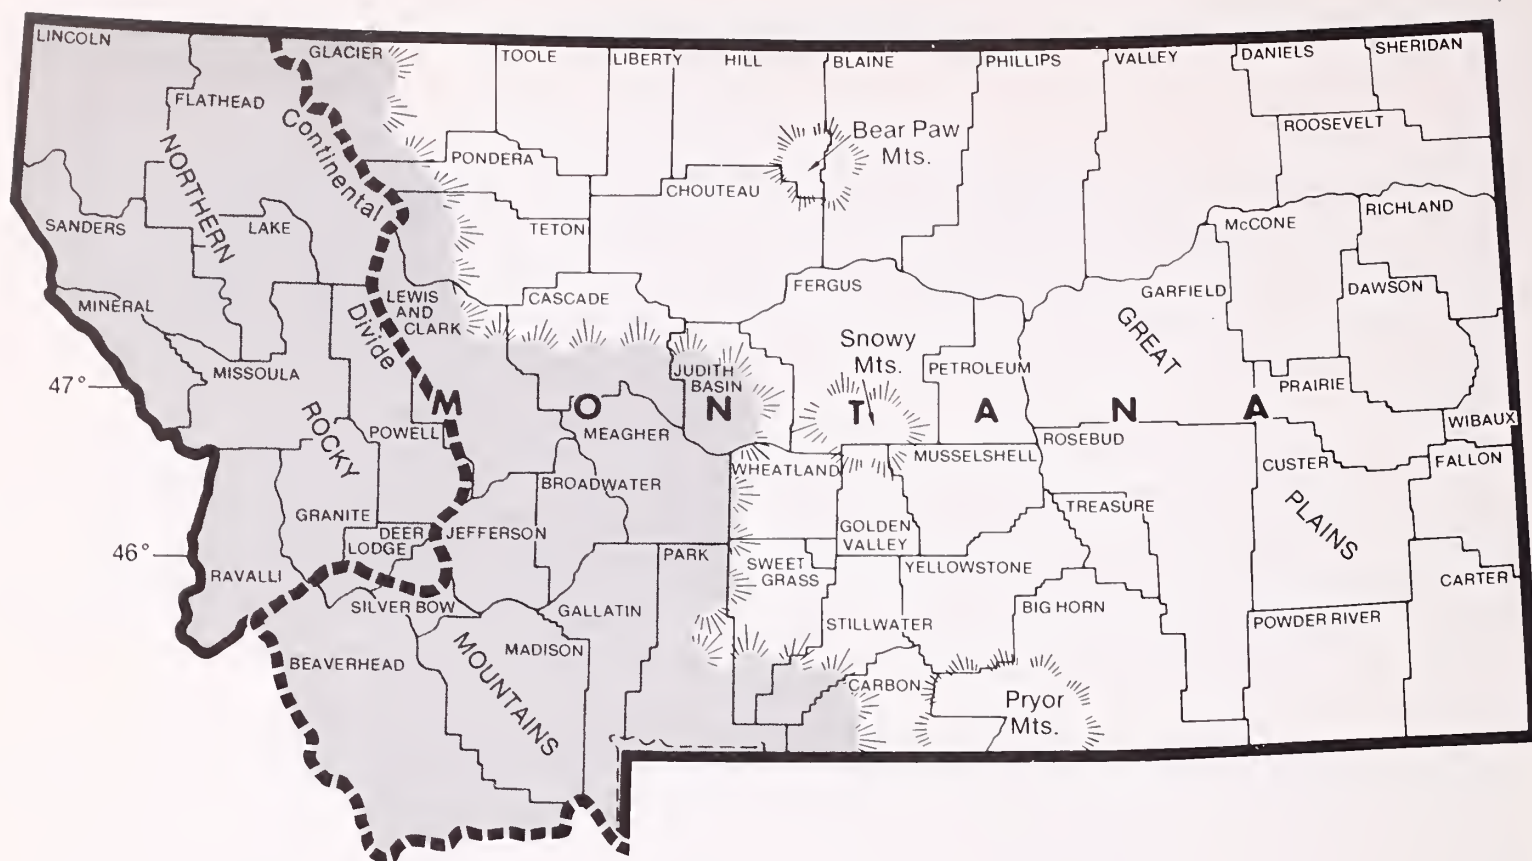 LINCOLN
GLACIER
TOOLE
LIBERTY
HILL
BLAINE
PHILLIPS
VALLEY
DANIELS
SHERIDAN
FLATHEAD
Continental
NORTHERN
PONDERA
CHOUTEAU
Bear Paw
Mts.
ROOSEVELT
SANDERS
LAKE
TETON
McCONE
RICHLAND
MINERAL
LEWIS
AND
CLARK
Divide
CASCADE
FERGUS
GARFIELD
DAWSON
GREAT
Snowy
Mts.
MISSOULA
JUDITH
BASIN
PETROLEUM
PRAIRIE
47°
M O N T A N A
ROCKY
POWELL
MEAGHER
ROSEBUD
WIBAUX
WHEATLAND
MUSSELSHELL
CUSTER
FALLON
BROADWATER
GRANITE
DEER
LODGE
JEFFERSON
GOLDEN
VALLEY
TREASURE
PLAINS
46°
RAVALLI
PARK
SWEET
GRASS
YELLOWSTONE
CARTER
SILVER BOW
GALLATIN
BIG HORN
STILLWATER
POWDER RIVER
BEAVERHEAD
MADISON
MOUNTAINS
CARBON
Pryor
Mts.